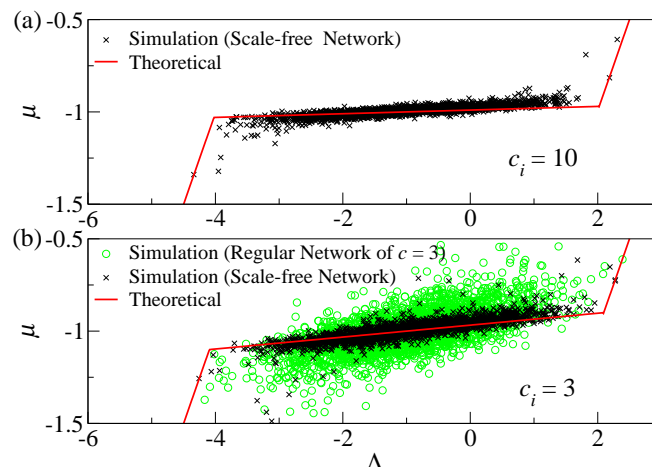 (a)
-0.5
× Simulation (Scale-free Network)
Theoretical
μ
-1
c_i = 10
-1.5
-6 -4 -2 0 2 4
(b)
-0.5
Simulation (Regular Network of c = 3)
× Simulation (Scale-free Network)
Theoretical
μ
-1
c_i = 3
-1.5
-6 -4 -2 0 2 4